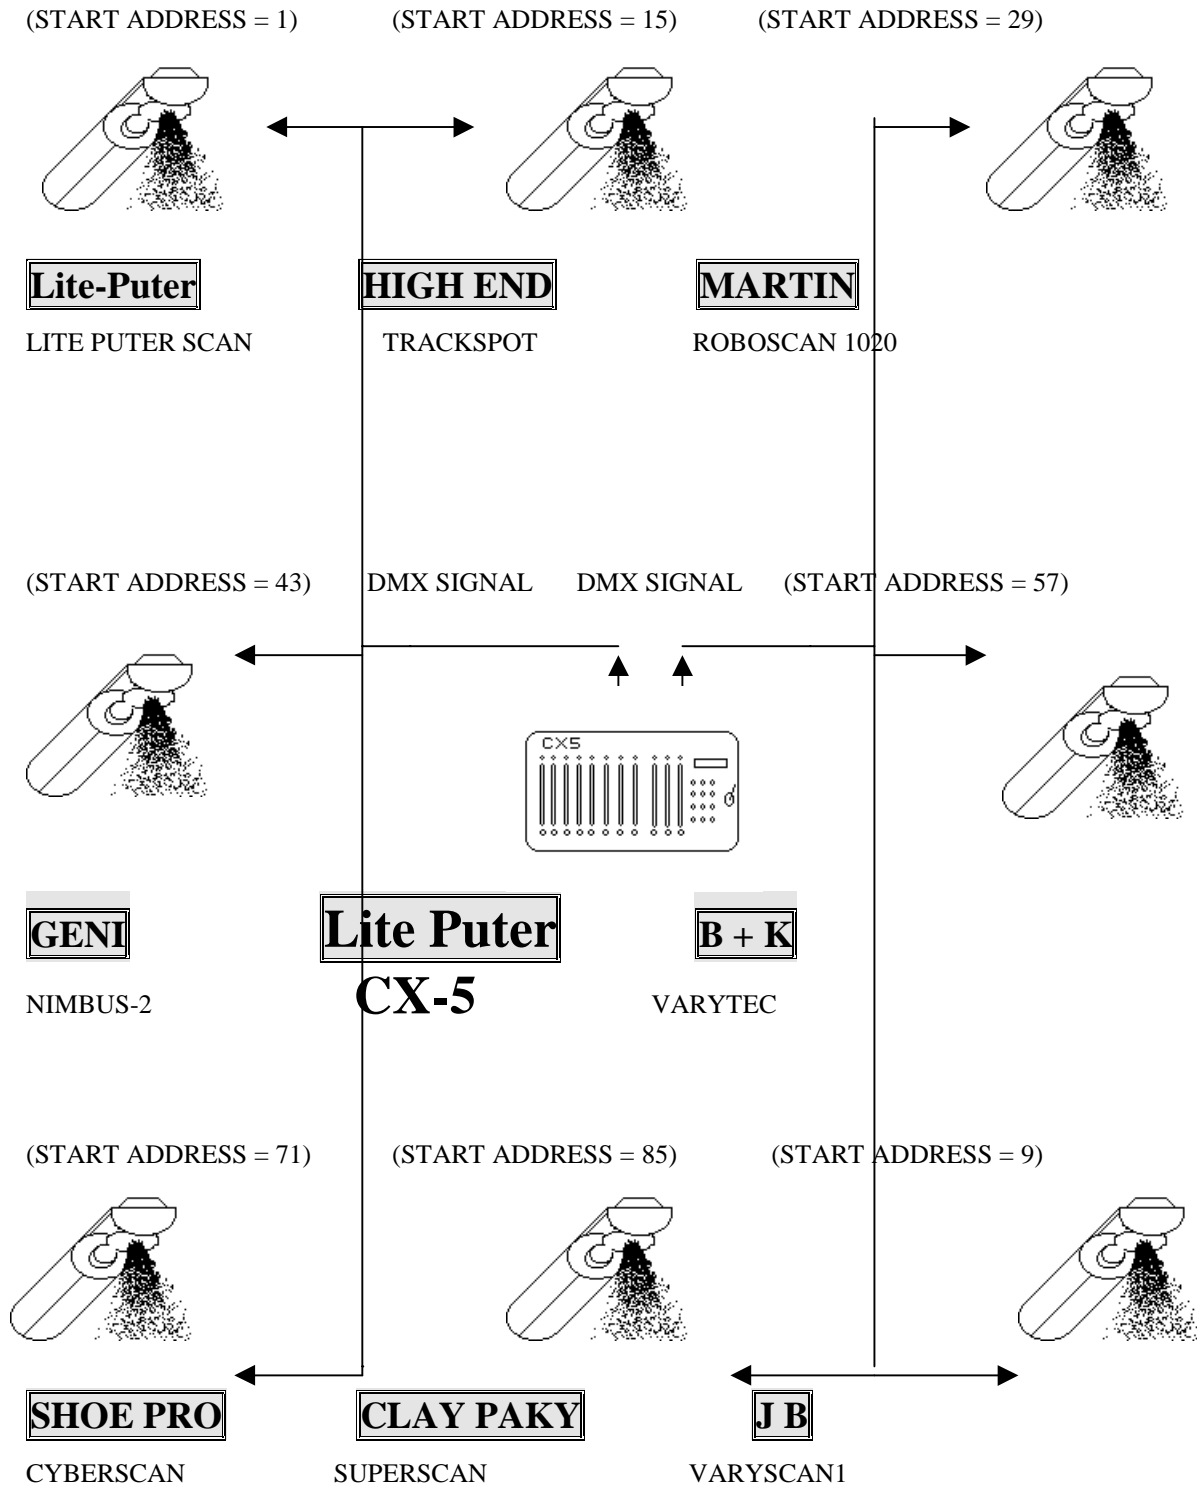 (START ADDRESS = 1) (START ADDRESS = 15) (START ADDRESS = 29)
Lite-Puter HIGH END MARTIN
LITE PUTER SCAN TRACKSPOT ROBOSCAN 1020
(START ADDRESS = 43) DMX SIGNAL DMX SIGNAL (START ADDRESS = 57)
CX5
GENI Lite Puter B + K
NIMBUS-2 CX-5 VARYTEC
(START ADDRESS = 71) (START ADDRESS = 85) (START ADDRESS = 9)
SHOE PRO CLAY PAKY J B
CYBERSCAN SUPERSCAN VARYSCAN1